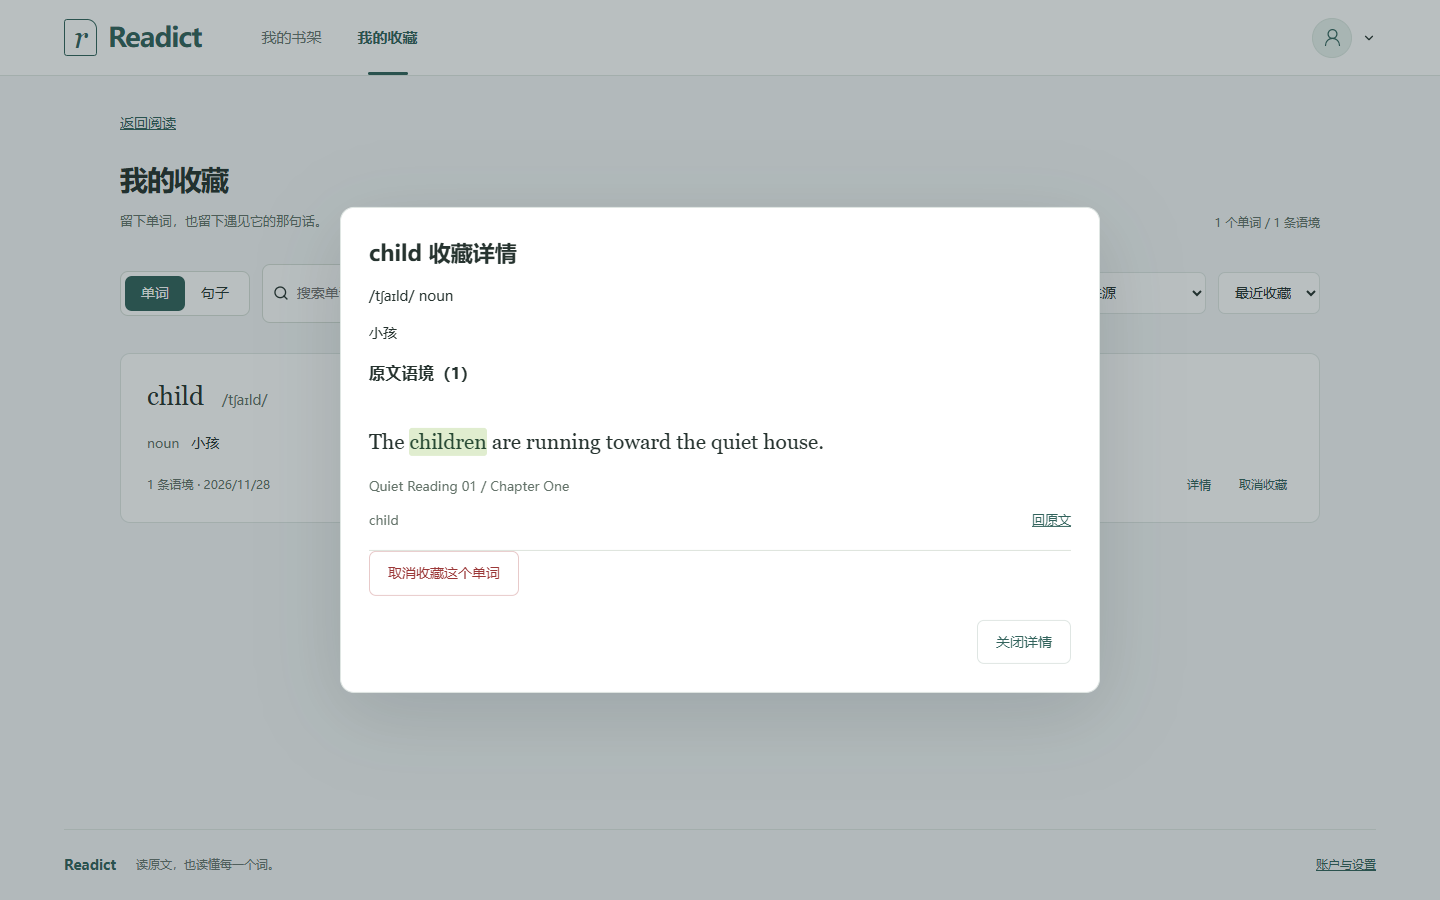 r Readict 我的书架 我的收藏
返回阅读
我的收藏
留下单词，也留下遇见它的那句话。
1 个单词 / 1 条语境
单词 句子 搜索单 源 最近收藏
child /tʃaɪld/
noun 小孩
1 条语境 · 2026/11/28
详情 取消收藏
child 收藏详情
/tʃaɪld/ noun
小孩
原文语境（1）
The children are running toward the quiet house.
Quiet Reading 01 / Chapter One
child 回原文
取消收藏这个单词
关闭详情
Readict 读原文，也读懂每一个词。 账户与设置